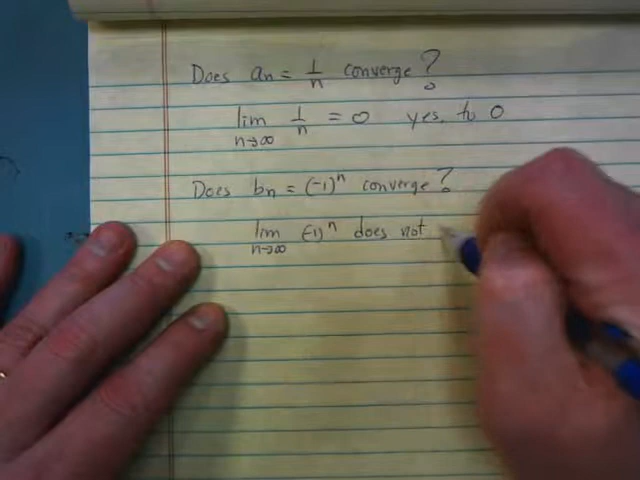 Does aₙ = 1/n converge?
lim n→∞ 1/n = 0 yes, to 0
Does bₙ = (-1)ⁿ converge?
lim n→∞ (-1)ⁿ does not